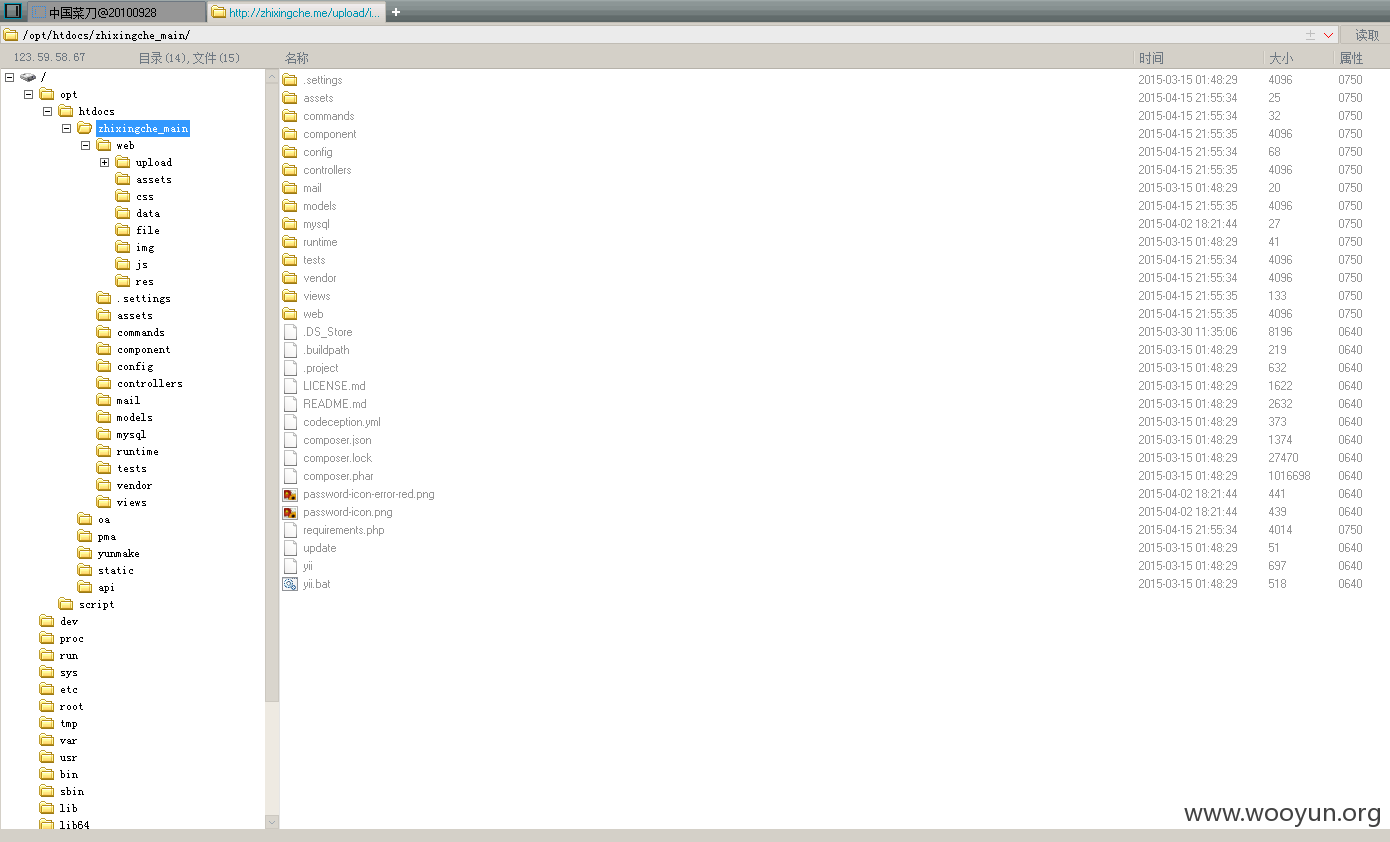 中国菜刀@20100928 http://zhixingche.me/upload/i... +
/opt/htdocs/zhixingche_main/ 读取
123.59.58.67 目录(14),文件(15) 名称 时间 大小 属性
/
opt
htdocs
zhixingche_main
web
upload
assets
css
data
file
img
js
res
.settings
assets
commands
component
config
controllers
mail
models
mysql
runtime
tests
vendor
views
oa
pma
yunmake
static
api
script
dev
proc
run
sys
etc
root
tmp
var
usr
bin
sbin
lib
lib64
.settings 2015-03-15 01:48:29 4096 0750
assets 2015-04-15 21:55:34 25 0750
commands 2015-04-15 21:55:34 32 0750
component 2015-04-15 21:55:35 4096 0750
config 2015-04-15 21:55:34 68 0750
controllers 2015-04-15 21:55:35 4096 0750
mail 2015-03-15 01:48:29 20 0750
models 2015-04-15 21:55:35 4096 0750
mysql 2015-04-02 18:21:44 27 0750
runtime 2015-03-15 01:48:29 41 0750
tests 2015-04-15 21:55:34 4096 0750
vendor 2015-04-15 21:55:34 4096 0750
views 2015-04-15 21:55:35 133 0750
web 2015-04-15 21:55:35 4096 0750
.DS_Store 2015-03-30 11:35:06 8196 0640
.buildpath 2015-03-15 01:48:29 219 0640
.project 2015-03-15 01:48:29 632 0640
LICENSE.md 2015-03-15 01:48:29 1622 0640
README.md 2015-03-15 01:48:29 2632 0640
codeception.yml 2015-03-15 01:48:29 373 0640
composer.json 2015-03-15 01:48:29 1374 0640
composer.lock 2015-03-15 01:48:29 27470 0640
composer.phar 2015-03-15 01:48:29 1016698 0640
password-icon-error-red.png 2015-04-02 18:21:44 441 0640
password-icon.png 2015-04-02 18:21:44 439 0640
requirements.php 2015-04-15 21:55:34 4014 0750
update 2015-03-15 01:48:29 51 0640
yii 2015-03-15 01:48:29 697 0640
yii.bat 2015-03-15 01:48:29 518 0640
www.wooyun.org